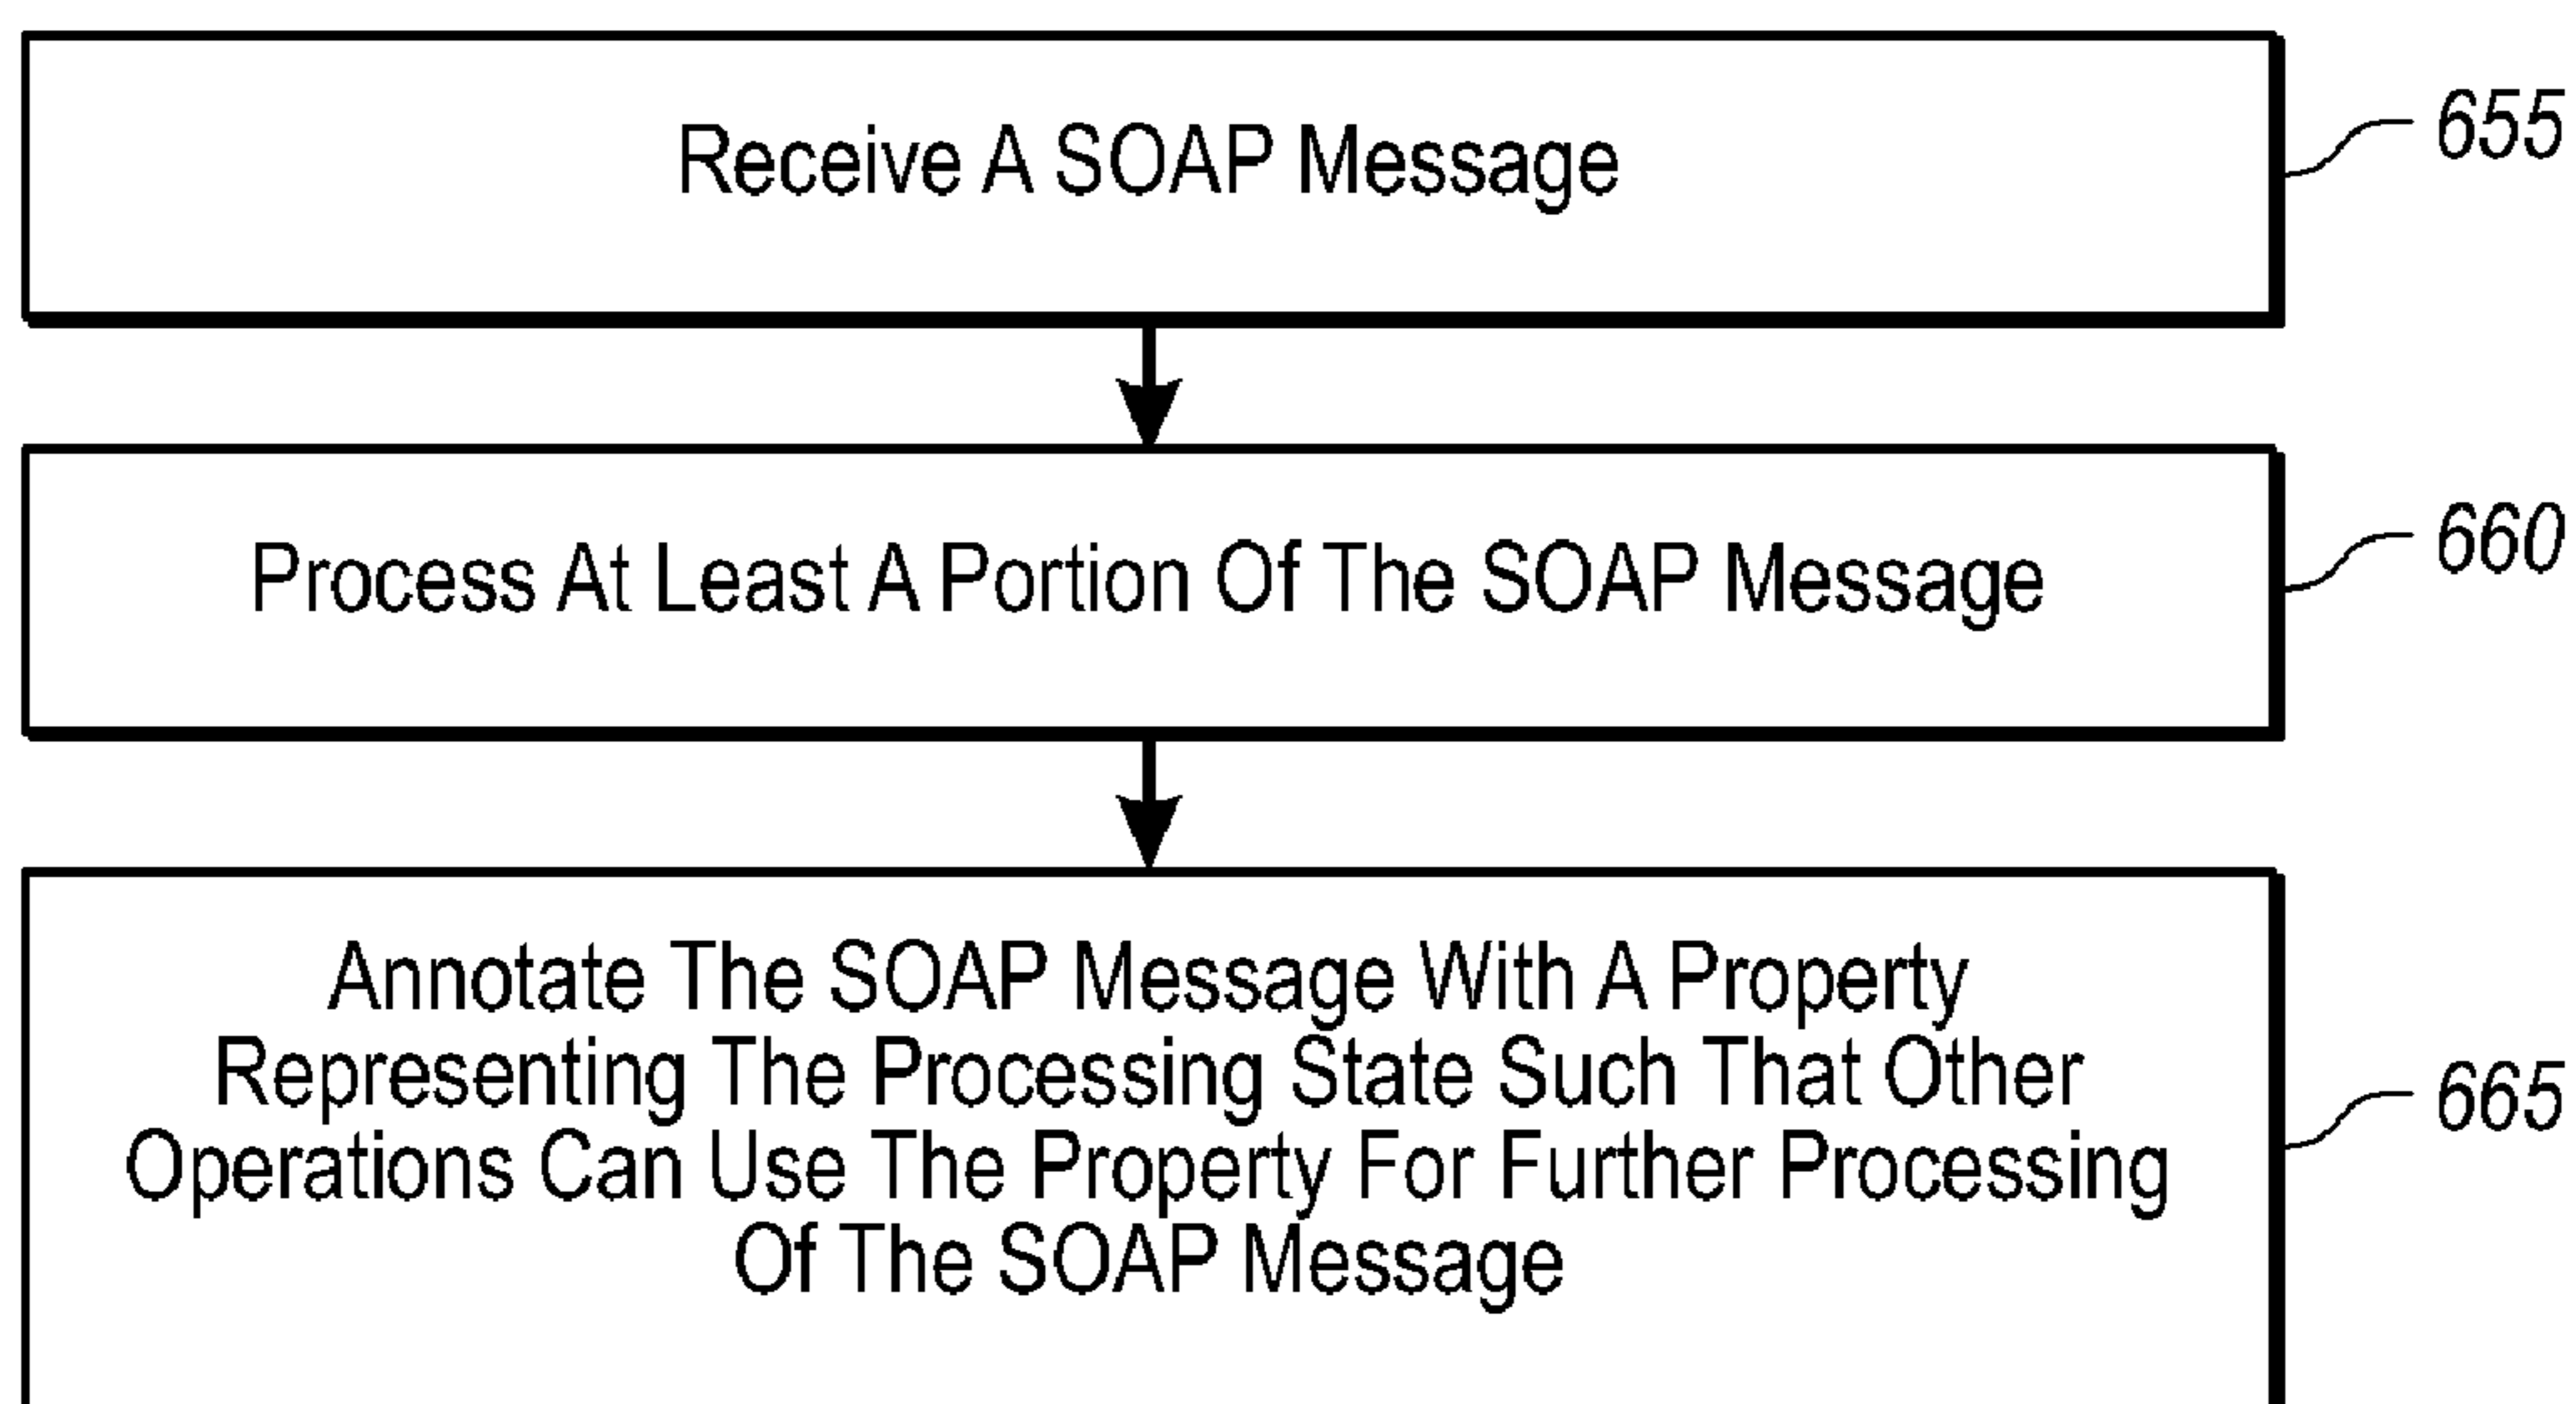 Receive A SOAP Message
655
Process At Least A Portion Of The SOAP Message
660
Annotate The SOAP Message With A Property
Representing The Processing State Such That Other
Operations Can Use The Property For Further Processing
Of The SOAP Message
665